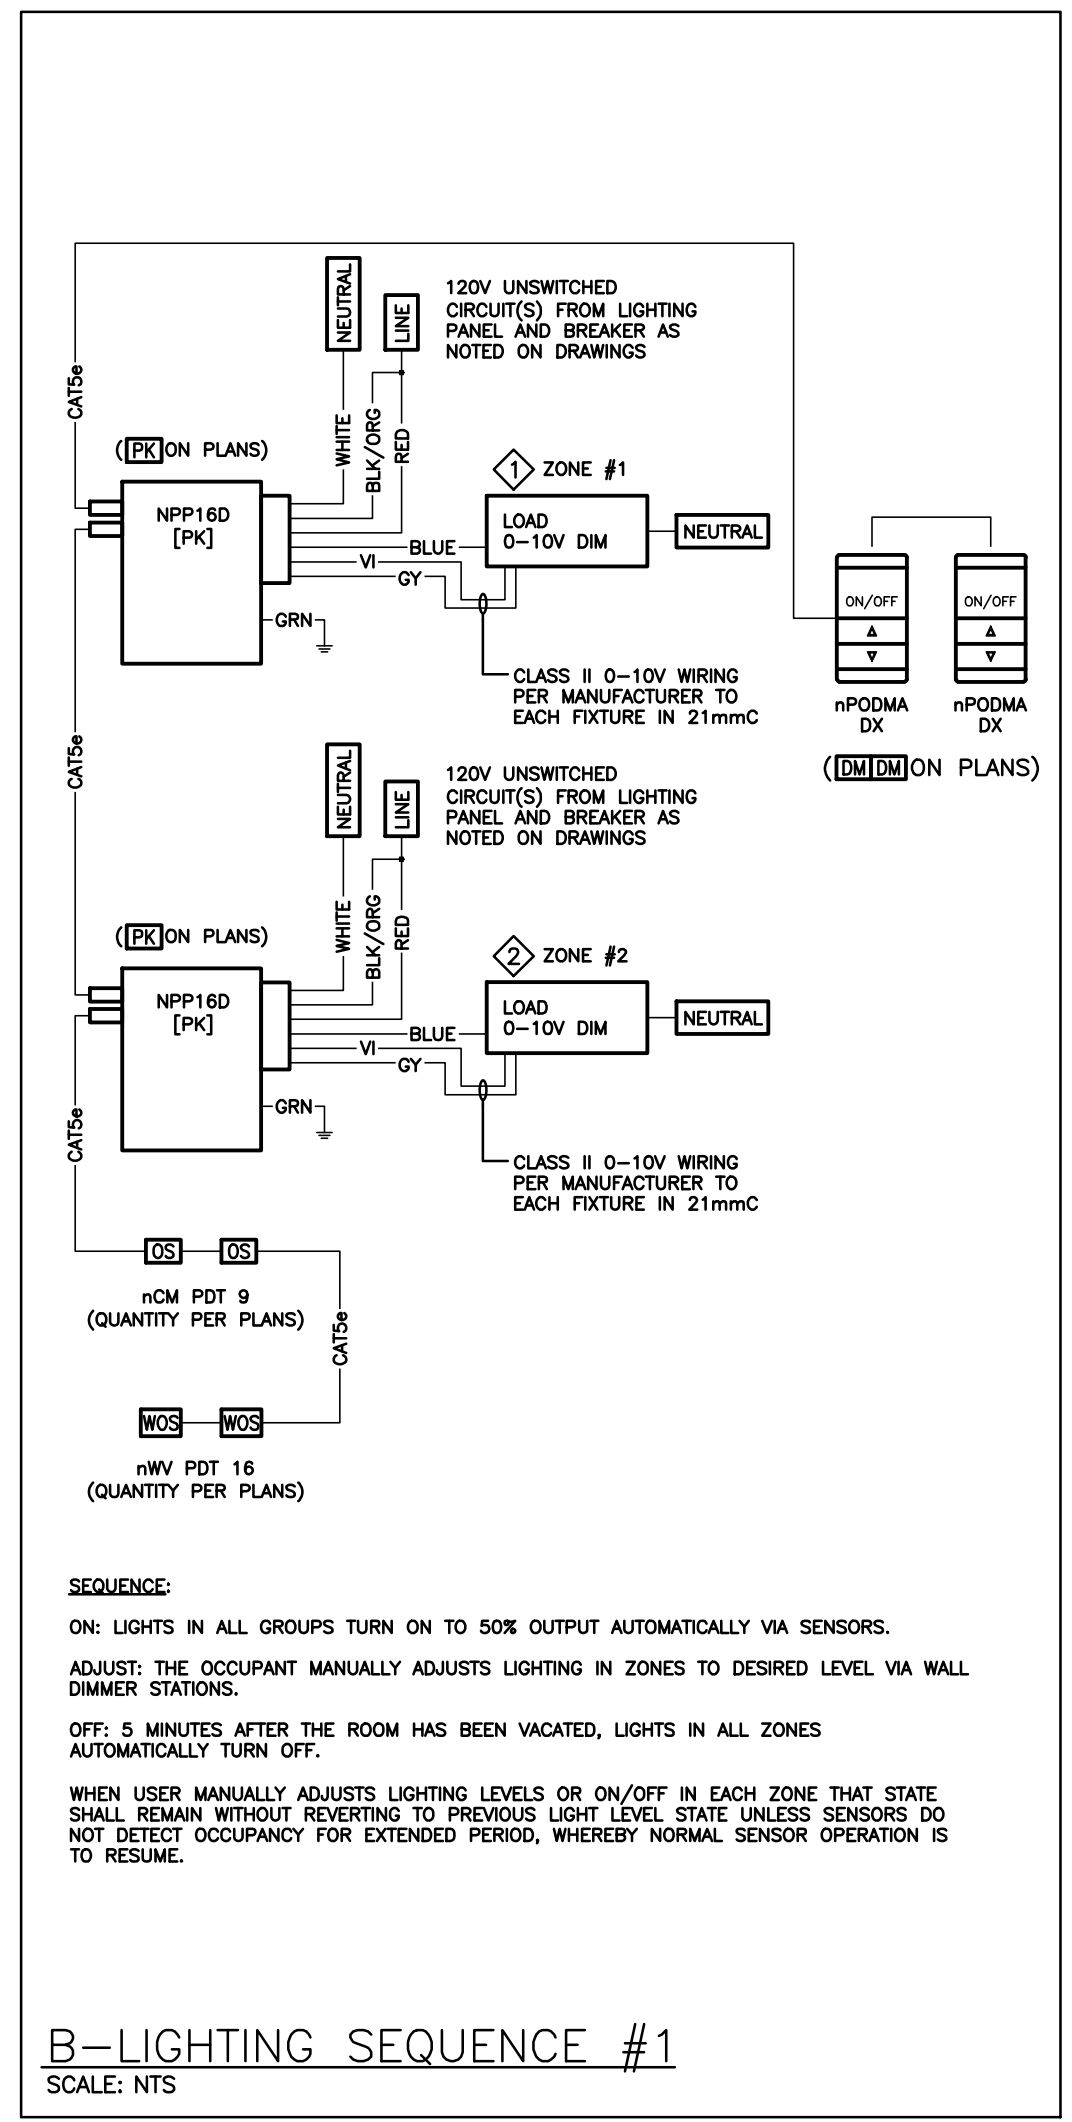 NEUTRAL
LINE
120V UNSWITCHED
CIRCUIT(S) FROM LIGHTING
PANEL AND BREAKER AS
NOTED ON DRAWINGS
CAT5e
WHITE
BLK/ORG
RED
(PK ON PLANS)
1 ZONE #1
NPP16D
[PK]
LOAD
0-10V DIM
NEUTRAL
BLUE
VI
GY
GRN
CLASS II 0-10V WIRING
PER MANUFACTURER TO
EACH FIXTURE IN 21mmC
ON/OFF
ON/OFF
nPODMA
DX
nPODMA
DX
(DM DM ON PLANS)
CAT5e
NEUTRAL
LINE
120V UNSWITCHED
CIRCUIT(S) FROM LIGHTING
PANEL AND BREAKER AS
NOTED ON DRAWINGS
WHITE
BLK/ORG
RED
(PK ON PLANS)
2 ZONE #2
NPP16D
[PK]
LOAD
0-10V DIM
NEUTRAL
BLUE
VI
GY
GRN
CAT5e
CLASS II 0-10V WIRING
PER MANUFACTURER TO
EACH FIXTURE IN 21mmC
OS OS
nCM PDT 9
(QUANTITY PER PLANS)
CAT5e
WOS WOS
nWV PDT 16
(QUANTITY PER PLANS)
SEQUENCE:
ON: LIGHTS IN ALL GROUPS TURN ON TO 50% OUTPUT AUTOMATICALLY VIA SENSORS.
ADJUST: THE OCCUPANT MANUALLY ADJUSTS LIGHTING IN ZONES TO DESIRED LEVEL VIA WALL
DIMMER STATIONS.
OFF: 5 MINUTES AFTER THE ROOM HAS BEEN VACATED, LIGHTS IN ALL ZONES
AUTOMATICALLY TURN OFF.
WHEN USER MANUALLY ADJUSTS LIGHTING LEVELS OR ON/OFF IN EACH ZONE THAT STATE
SHALL REMAIN WITHOUT REVERTING TO PREVIOUS LIGHT LEVEL STATE UNLESS SENSORS DO
NOT DETECT OCCUPANCY FOR EXTENDED PERIOD, WHEREBY NORMAL SENSOR OPERATION IS
TO RESUME.
B-LIGHTING SEQUENCE #1
SCALE: NTS